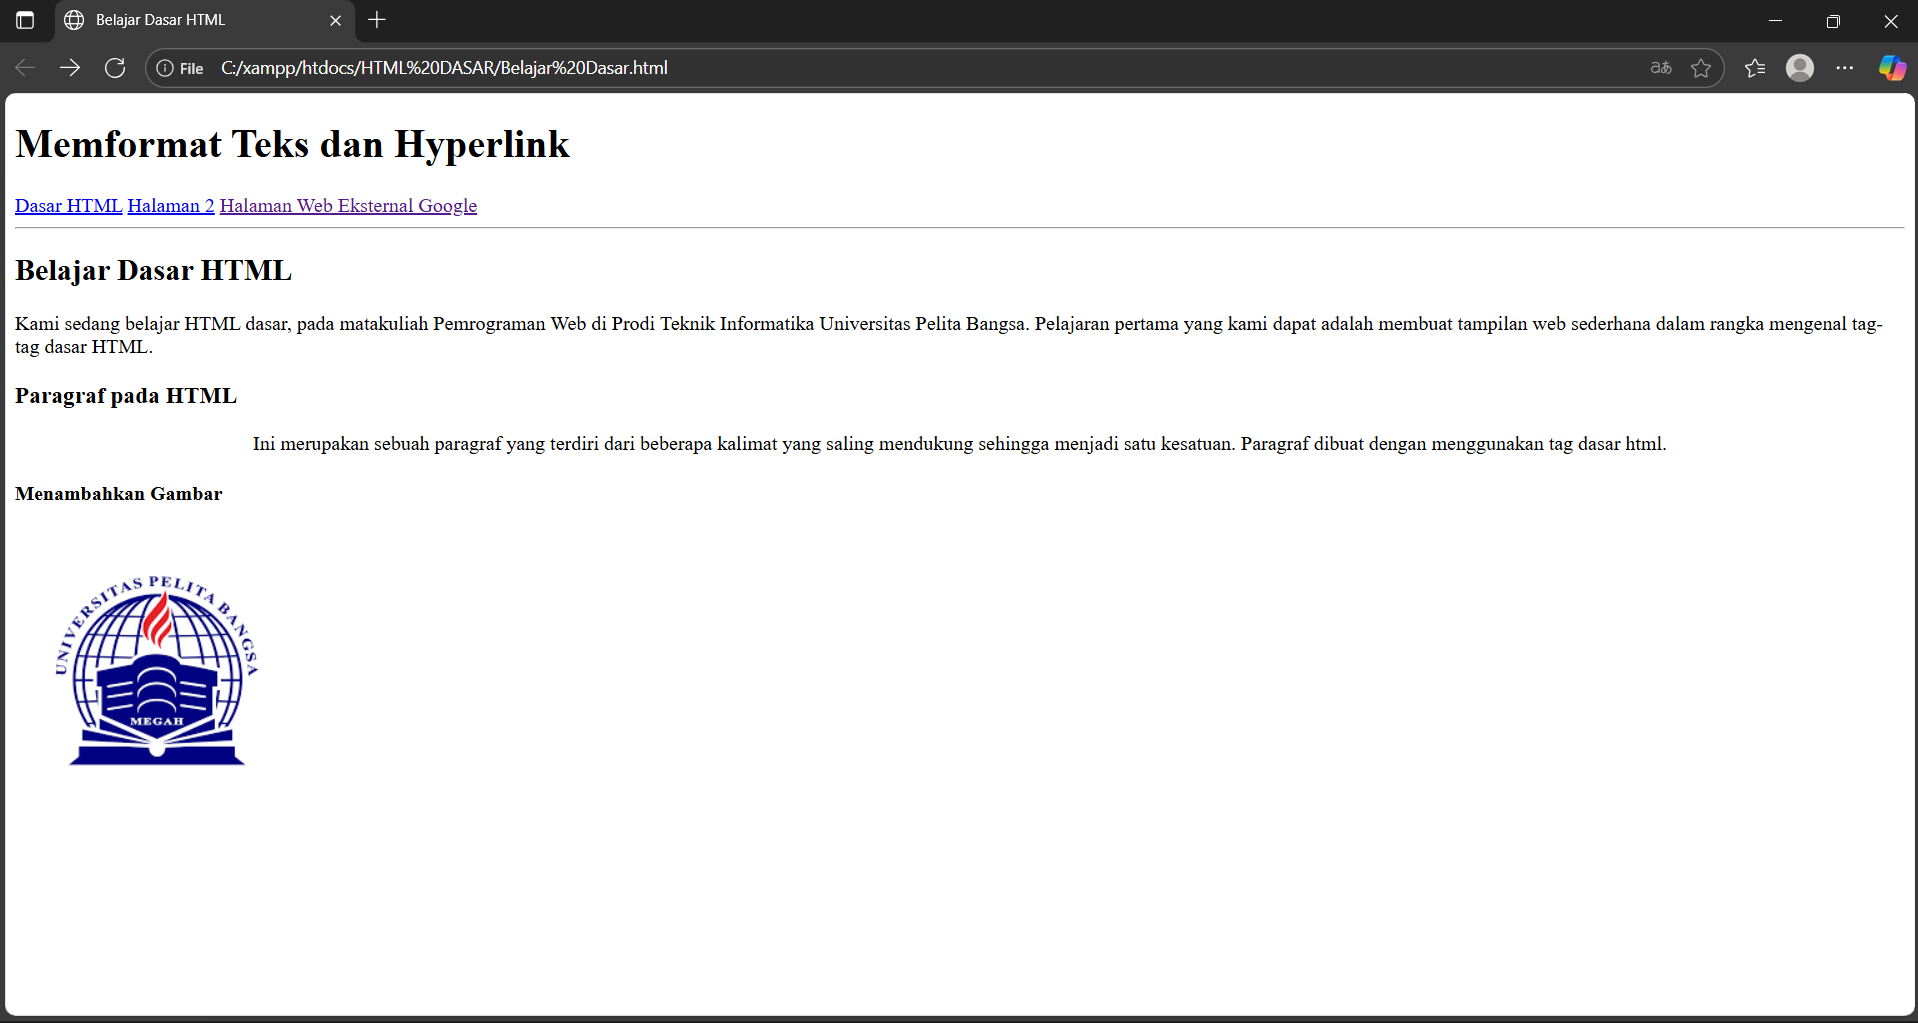 Belajar Dasar HTML
File C:/xampp/htdocs/HTML%20DASAR/Belajar%20Dasar.html
Memformat Teks dan Hyperlink
Dasar HTML Halaman 2 Halaman Web Eksternal Google
Belajar Dasar HTML
Kami sedang belajar HTML dasar, pada matakuliah Pemrograman Web di Prodi Teknik Informatika Universitas Pelita Bangsa. Pelajaran pertama yang kami dapat adalah membuat tampilan web sederhana dalam rangka mengenal tag-
tag dasar HTML.
Paragraf pada HTML
Ini merupakan sebuah paragraf yang terdiri dari beberapa kalimat yang saling mendukung sehingga menjadi satu kesatuan. Paragraf dibuat dengan menggunakan tag dasar html.
Menambahkan Gambar
UNIVERSITAS PELITA BANGSA
MEGAH